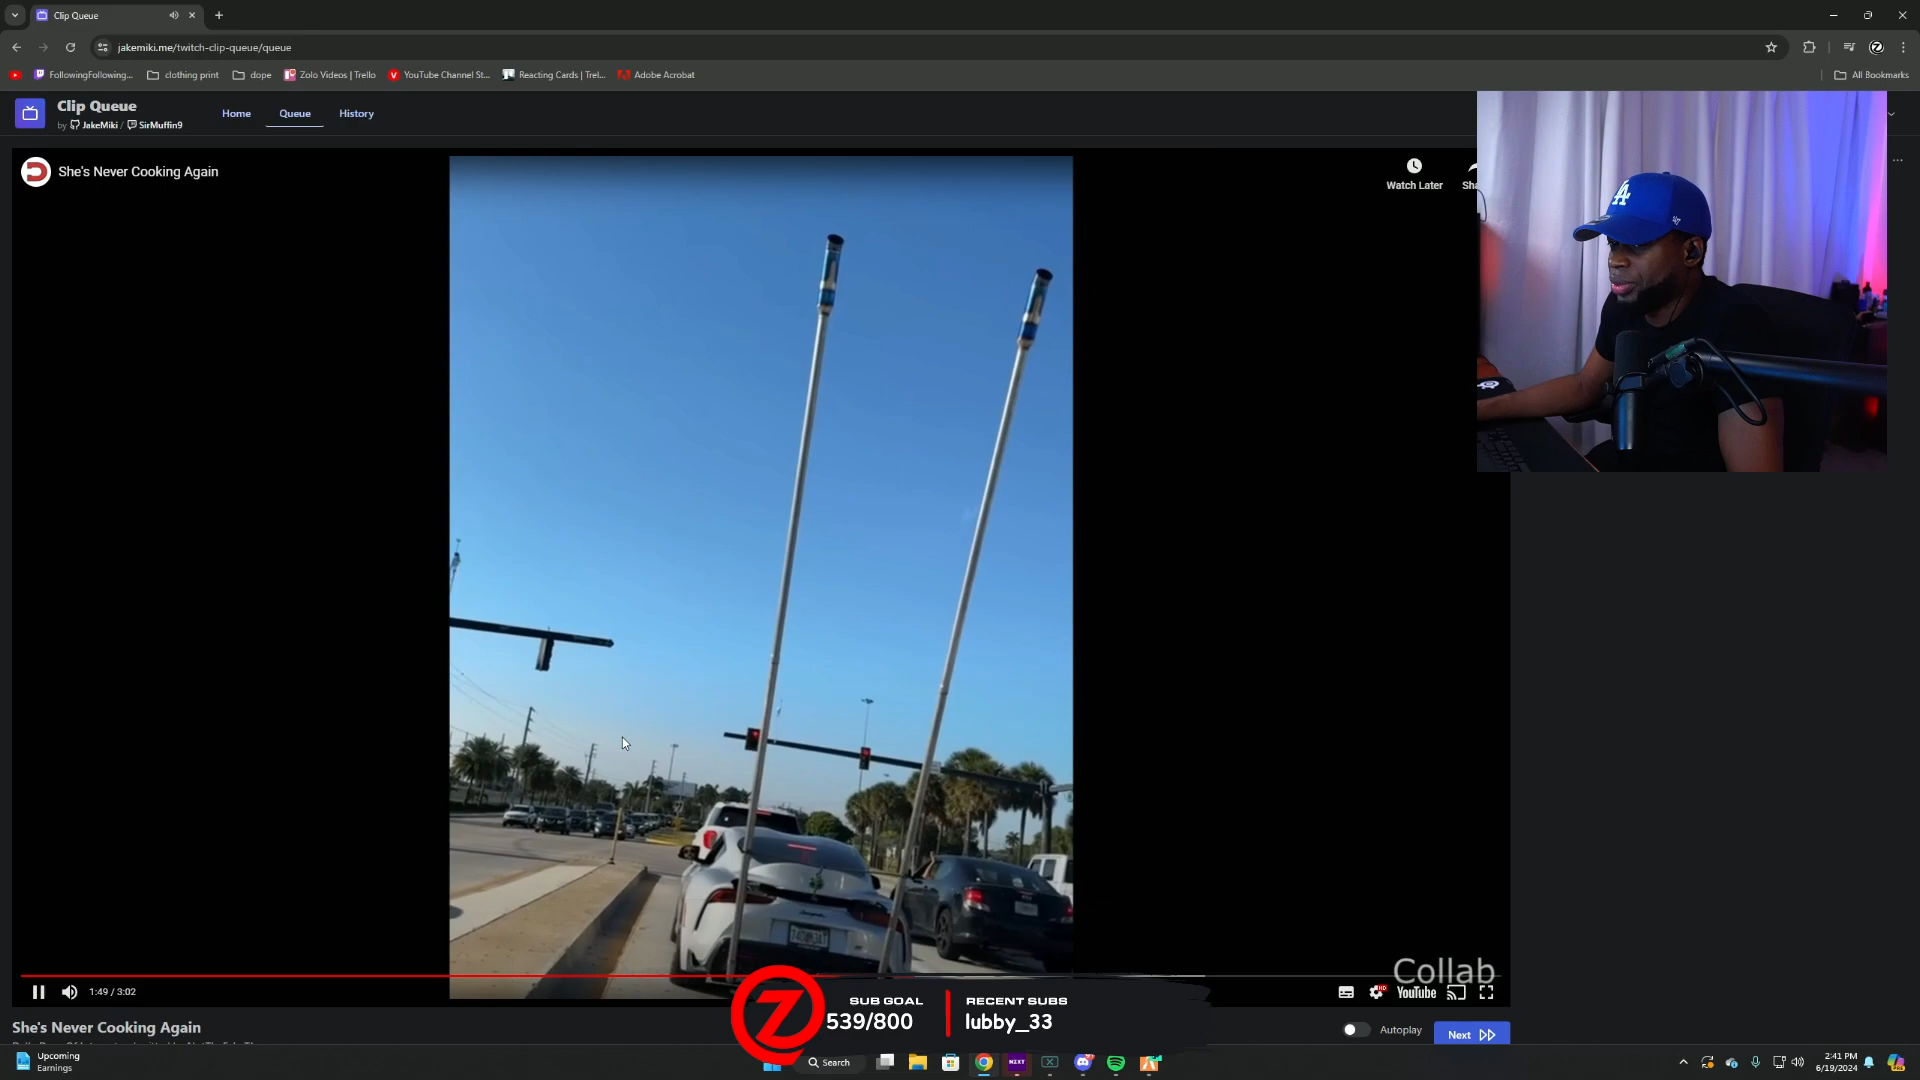 Clip Queue
jakemiki.me/twitch-clip-queue/queue
FollowingFollowing...
clothing print
dope
Zolo Videos | Trello
YouTube Channel St...
Reacting Cards | Trel...
Adobe Acrobat
All Bookmarks
Clip Queue
by JakeMiki / SirMuffin9
Home
Queue
History
She's Never Cooking Again
Watch Later
Sha
Collab
1:49 / 3:02
HD
YouTube
SUB GOAL
539/800
RECENT SUBS
lubby_33
She's Never Cooking Again
Autoplay
Next
Upcoming
Earnings
Search
2:41 PM
6/19/2024